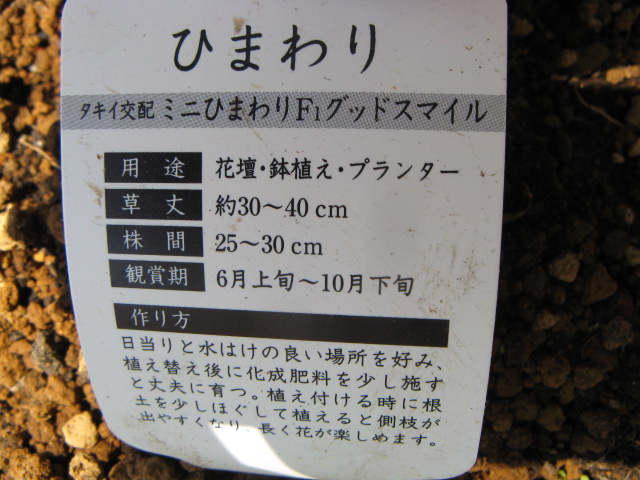 ひまわり
タキイ交配 ミニひまわりF1グッドスマイル
用途 花壇・鉢植え・プランター
草丈 約30～40 cm
株間 25～30 cm
観賞期 6月上旬～10月下旬
作り方
日当りと水はけの良い場所を好み、
植え替え後に化成肥料を少し施す
と丈夫に育つ。植え付ける時に根
土を少しほぐして植えると側枝が
出やすくなり、長く花が楽しめます。